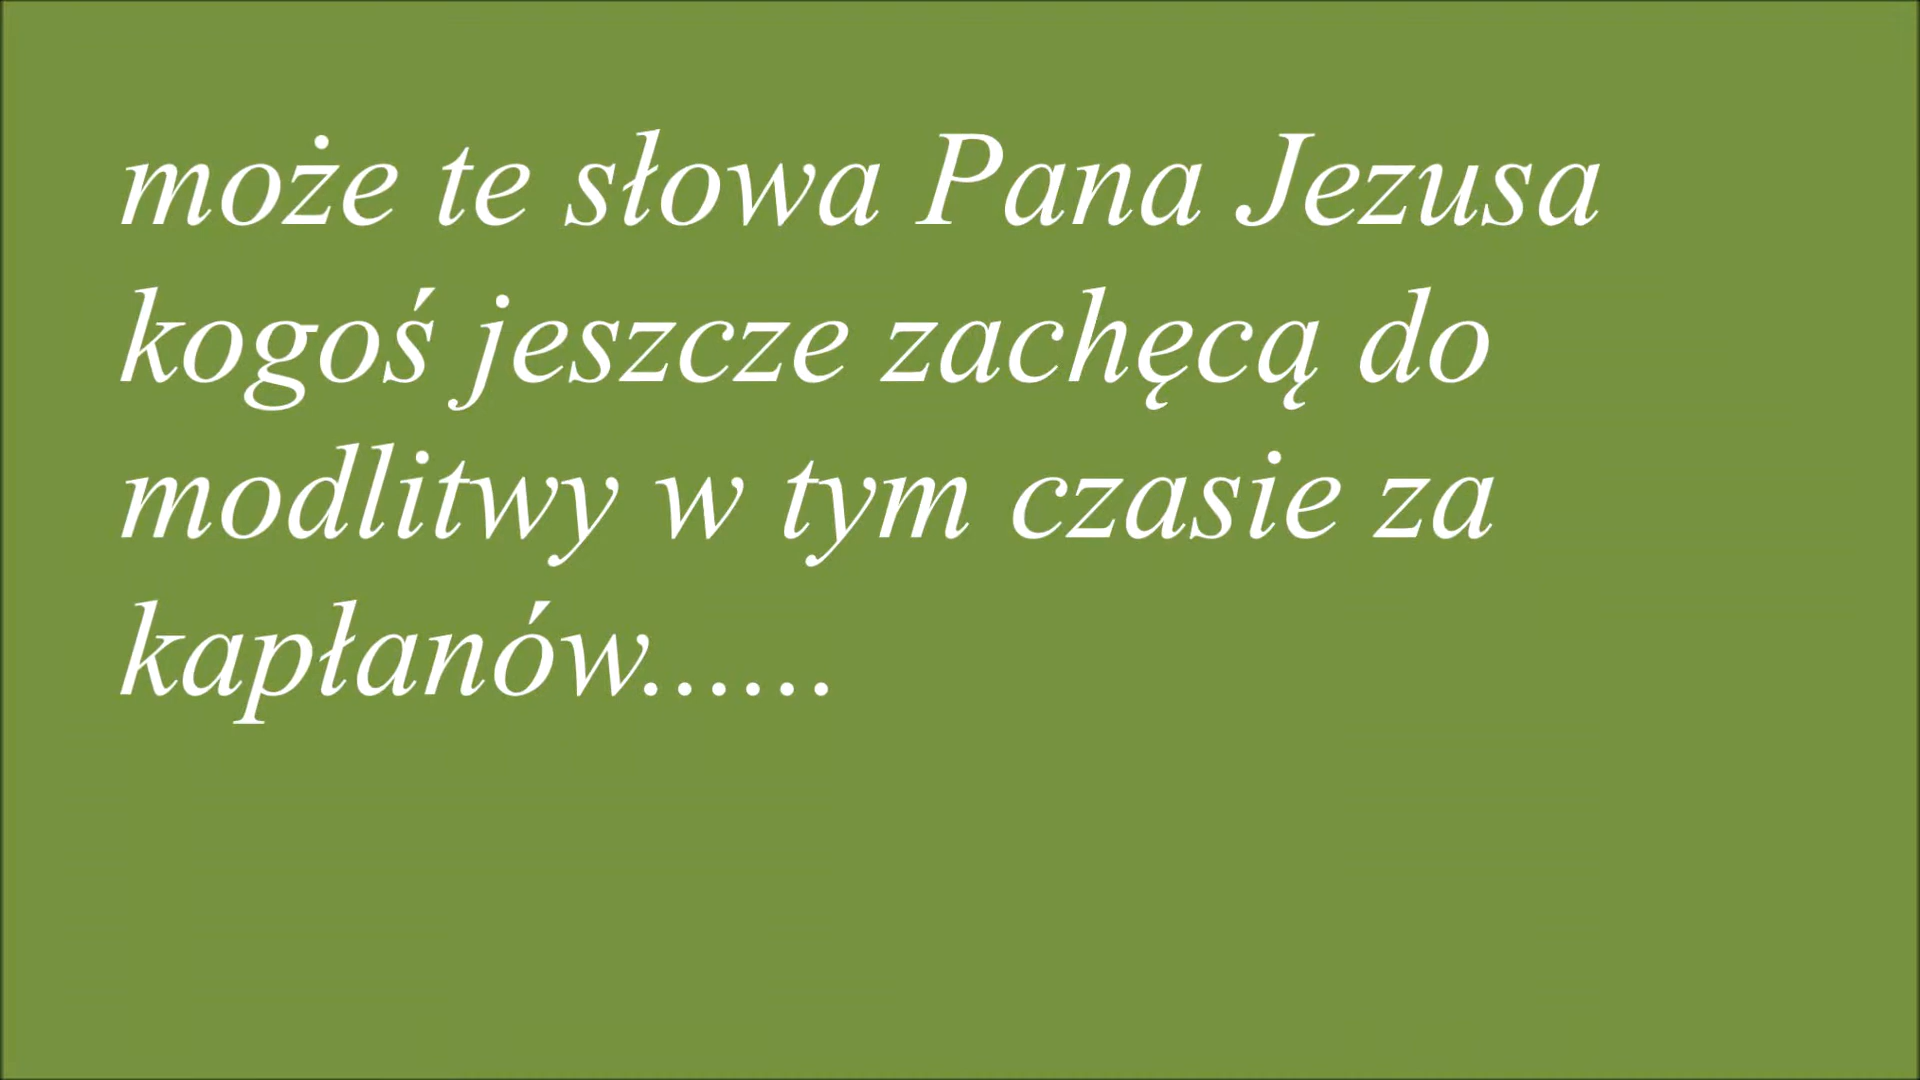 może te słowa Pana Jezusa
kogoś jeszcze zachęcą do
modlitwy w tym czasie za
kapłanów......